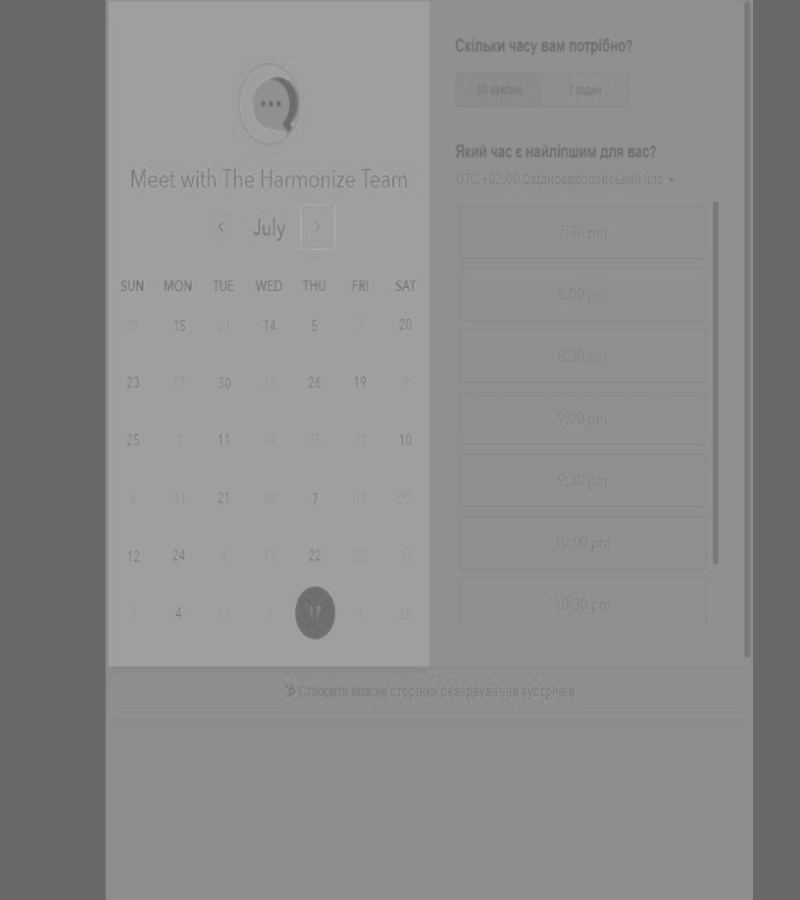 Meet with The Harmonize Team
July
SUN MON TUE WED THU FRI SAT
27 15 21 14 5 7 20
23 13 30 16 26 19 9
25 3 11 14 15 17 10
6 31 21 30 7 17 27
12 24 4 13 22 25 31
7 4 11 17 25
Скільки часу вам потрібно?
30 хвилин 1 годин
Який час є найліпшим для вас?
UTC +03:00 Східноєвропейський час
7:30 pm
8:00 pm
8:30 pm
9:00 pm
9:30 pm
10:00 pm
10:30 pm
Створити власну сторінка резервування зустрічей